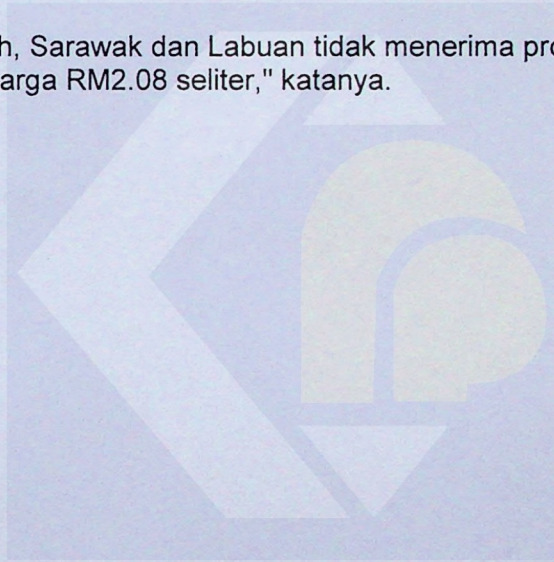 h, Sarawak dan Labuan tidak menerima pro
arga RM2.08 seliter," katanya.